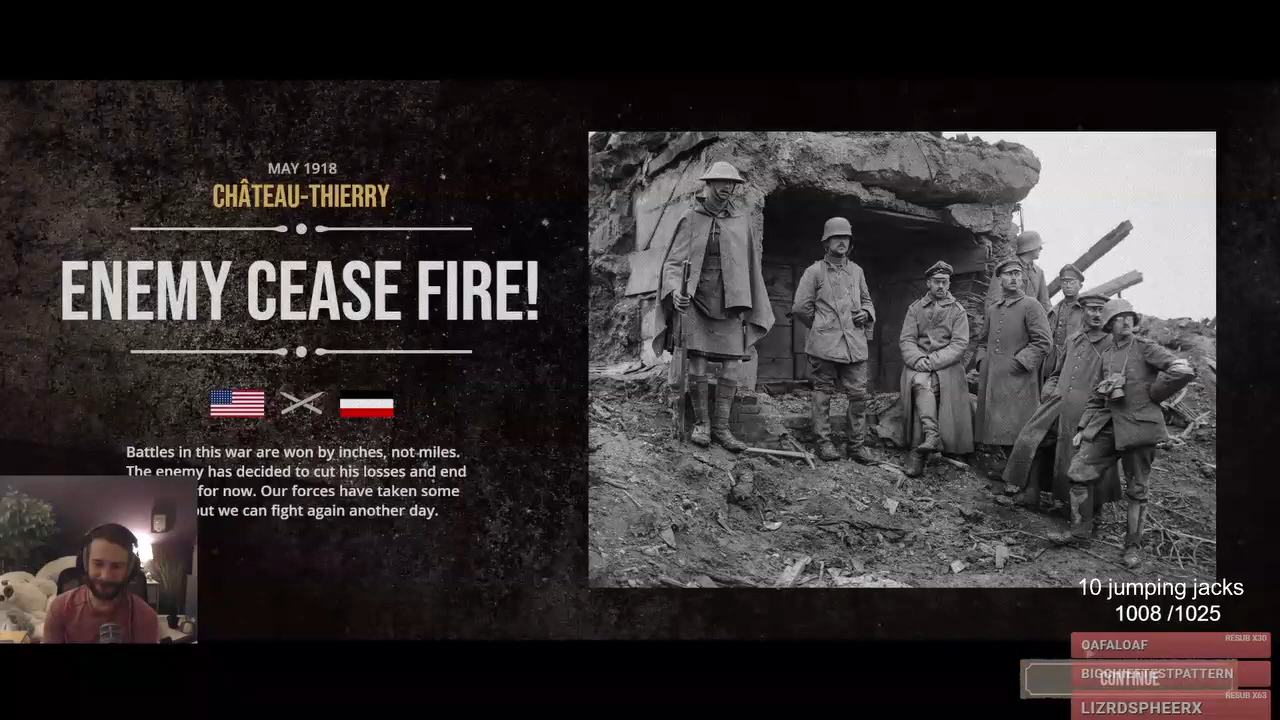 MAY 1918
CHÂTEAU-THIERRY
ENEMY CEASE FIRE!
Battles in this war are won by inches, not miles.
The enemy has decided to cut his losses and end
for now. Our forces have taken some
but we can fight again another day.
10 jumping jacks
1008 /1025
RESUB X30
OAFALOAF
BIGCHIEFTESTPATTERN
CONTINUE
RESUB X63
LIZRDSPHEERX